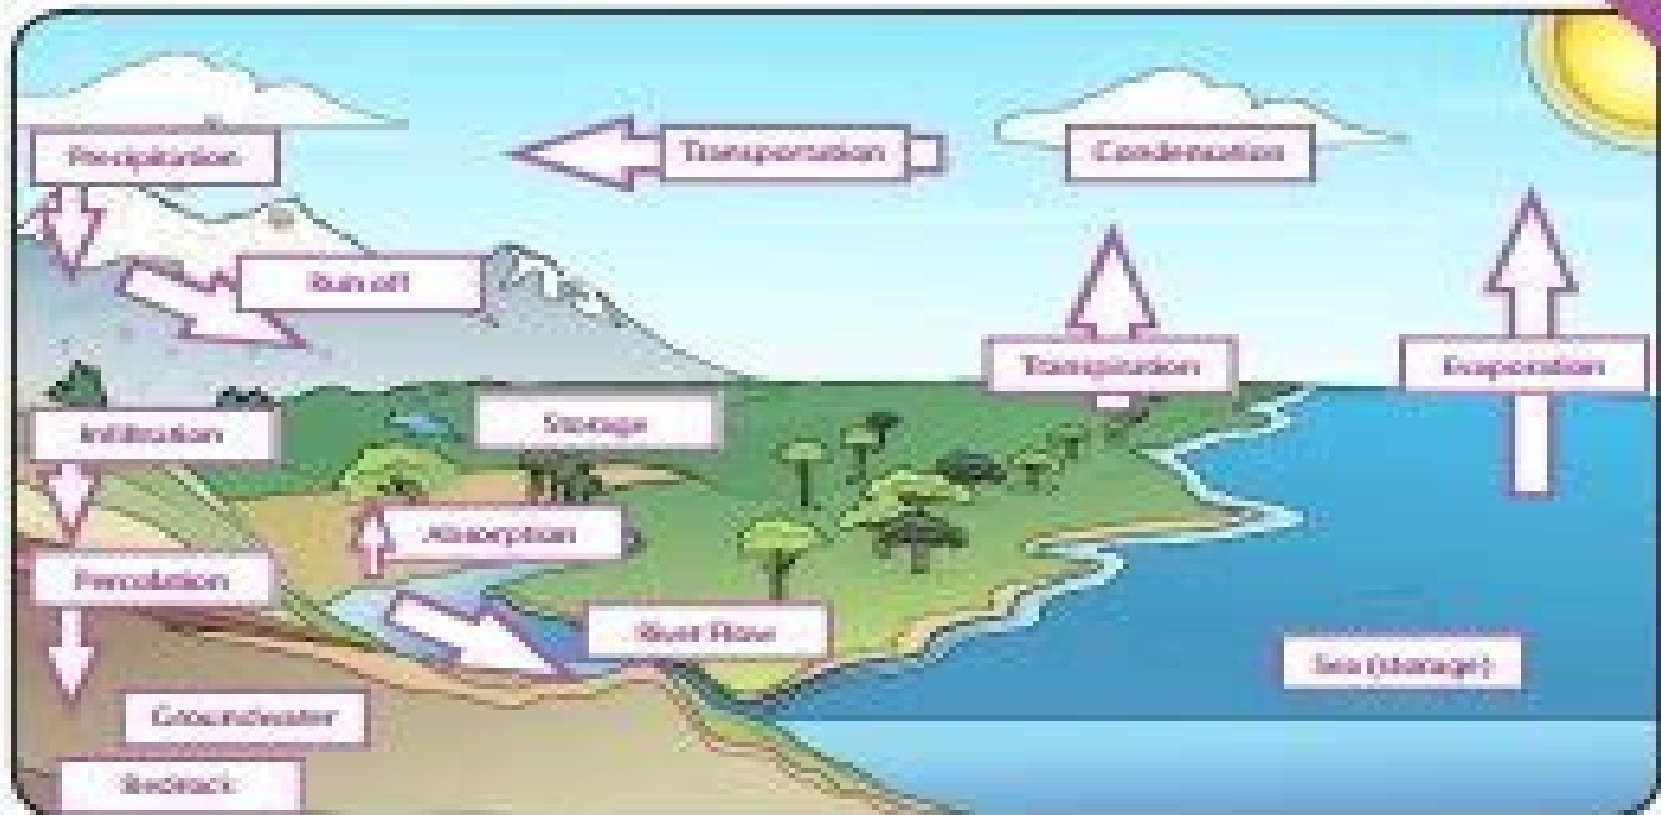 Precipitation
Transportation
Condensation
Run off
Transpiration
Evaporation
Infiltration
Storage
Absorption
Percolation
River Flow
Sea (storage)
Groundwater
Bedrock